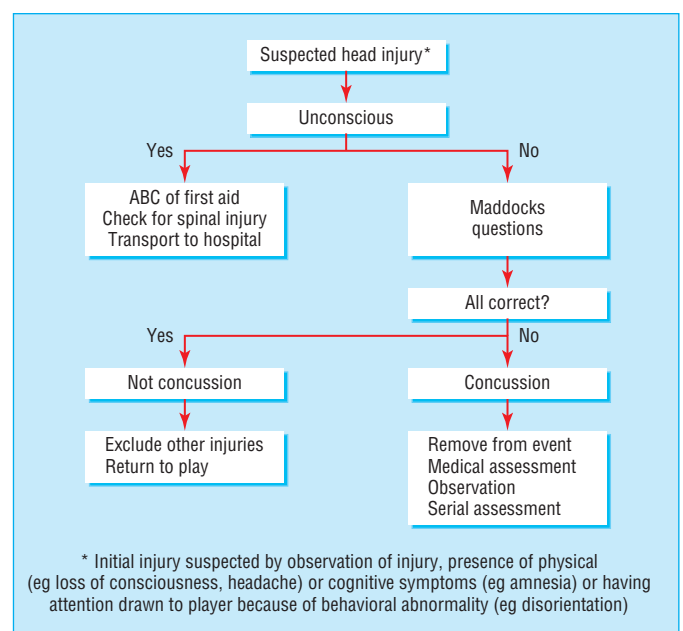 Suspected head injury*
Unconscious
Yes
No
ABC of first aid
Check for spinal injury
Transport to hospital
Maddocks
questions
All correct?
Yes
No
Not concussion
Concussion
Exclude other injuries
Return to play
Remove from event
Medical assessment
Observation
Serial assessment
* Initial injury suspected by observation of injury, presence of physical
(eg loss of consciousness, headache) or cognitive symptoms (eg amnesia) or having
attention drawn to player because of behavioral abnormality (eg disorientation)